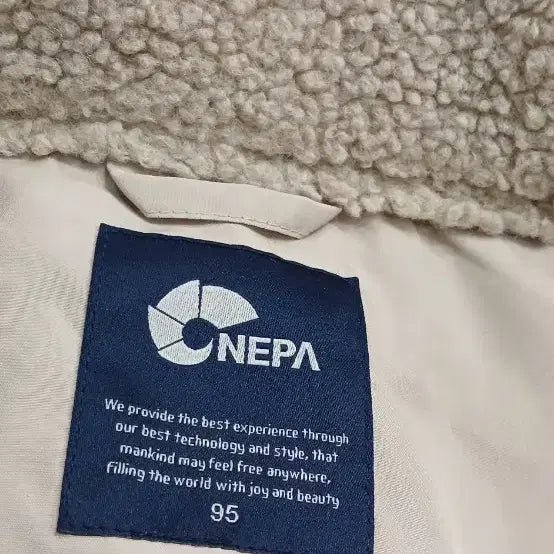 NEPA
We provide the best experience through
our best technology and style, that
mankind may feel free anywhere,
filling the world with joy and beauty
95